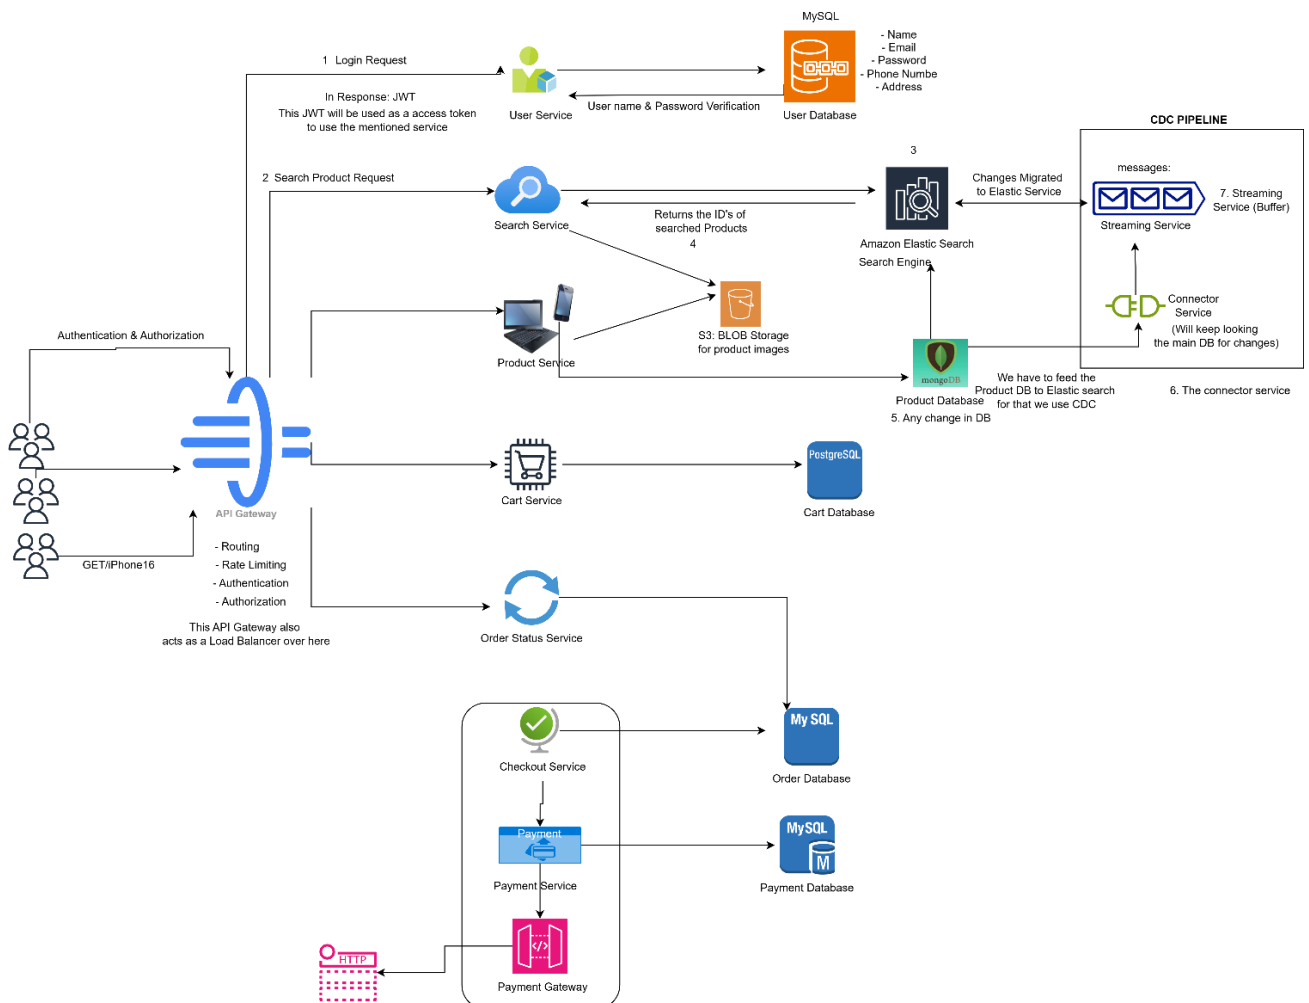 MySQL
- Name
- Email
- Password
- Phone Numbe
- Address
1 Login Request
In Response: JWT
This JWT will be used as a access token
to use the mentioned service
User Service
User name & Password Verification
User Database
CDC PIPELINE
2 Search Product Request
Search Service
3
Returns the ID's of
searched Products
4
Amazon Elastic Search
Search Engine
Changes Migrated
to Elastic Service
messages:
7. Streaming
Service (Buffer)
Streaming Service
Connector
Service
(Will keep looking
the main DB for changes)
6. The connector service
Product Service
S3: BLOB Storage
for product images
mongoDB
Product Database
5. Any change in DB
We have to feed the
Product DB to Elastic search
for that we use CDC
Authentication & Authorization
GET/iPhone16
API Gateway
- Routing
- Rate Limiting
- Authentication
- Authorization
This API Gateway also
acts as a Load Balancer over here
Cart Service
PostgreSQL
Cart Database
Order Status Service
Checkout Service
My SQL
Order Database
Payment
Payment Service
MySQL
M
Payment Database
Payment Gateway
HTTP